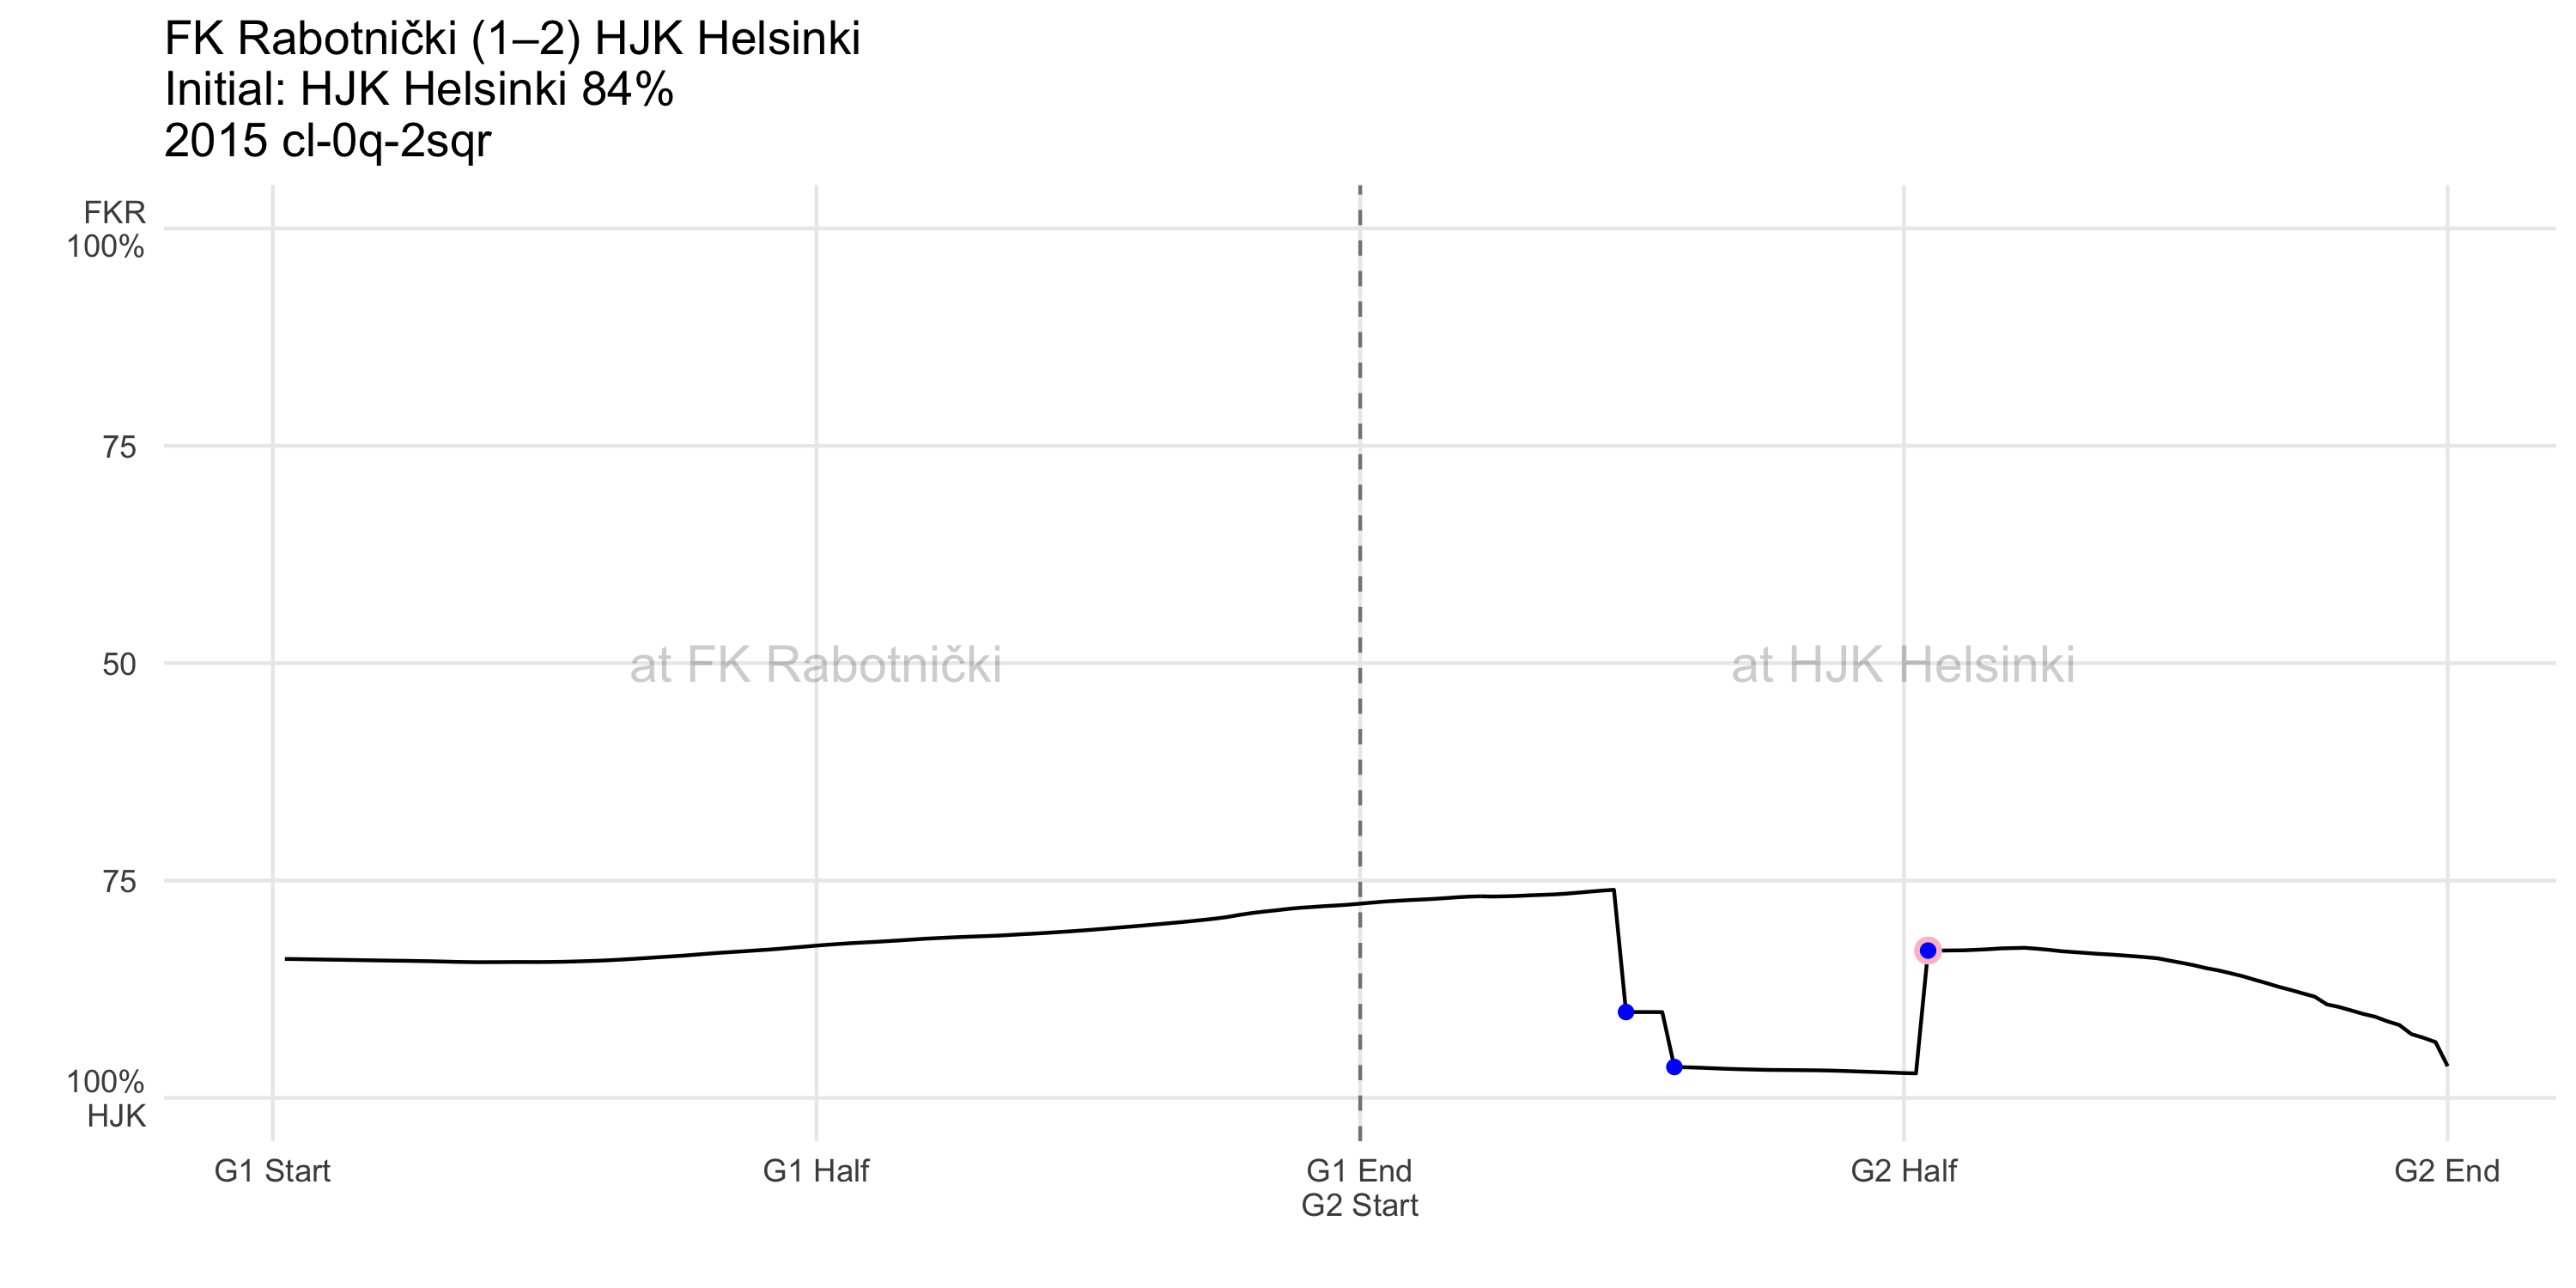 FK Rabotnički (1–2) HJK Helsinki
Initial: HJK Helsinki 84%
2015 cl-0q-2sqr
FKR
100%
75
50
75
100%
HJK
at FK Rabotnički
at HJK Helsinki
G1 Start
G1 Half
G1 End
G2 Start
G2 Half
G2 End